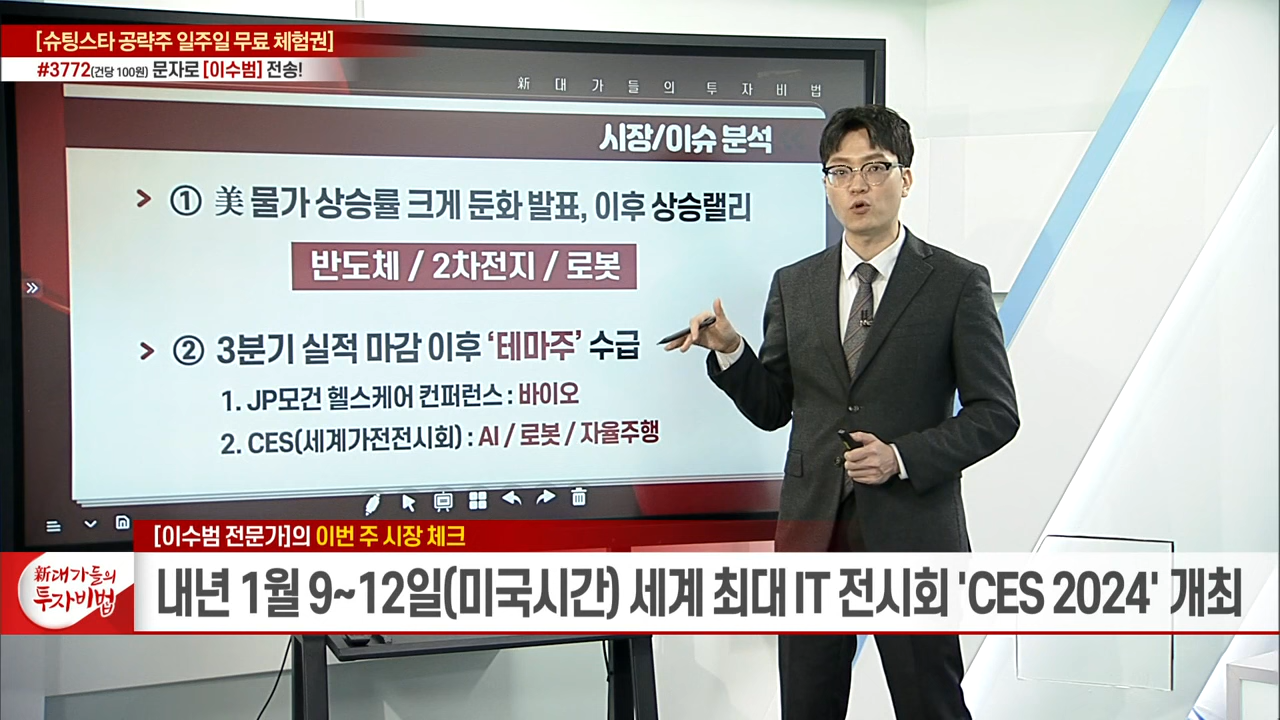 [슈팅스타 공략주 일주일 무료 체험권]
#3772(건당 100원) 문자로 [이수범] 전송!
新 대가들의 투자비법
시장/이슈 분석
> ① 美 물가 상승률 크게 둔화 발표, 이후 상승랠리
반도체 / 2차전지 / 로봇
> ② 3분기 실적 마감 이후 ‘테마주’ 수급
1. JP모건 헬스케어 컨퍼런스 : 바이오
2. CES(세계가전전시회) : AI / 로봇 / 자율주행
[이수범 전문가]의 이번 주 시장 체크
新대가들의
투자비법
내년 1월 9~12일(미국시간) 세계 최대 IT 전시회 'CES 2024' 개최